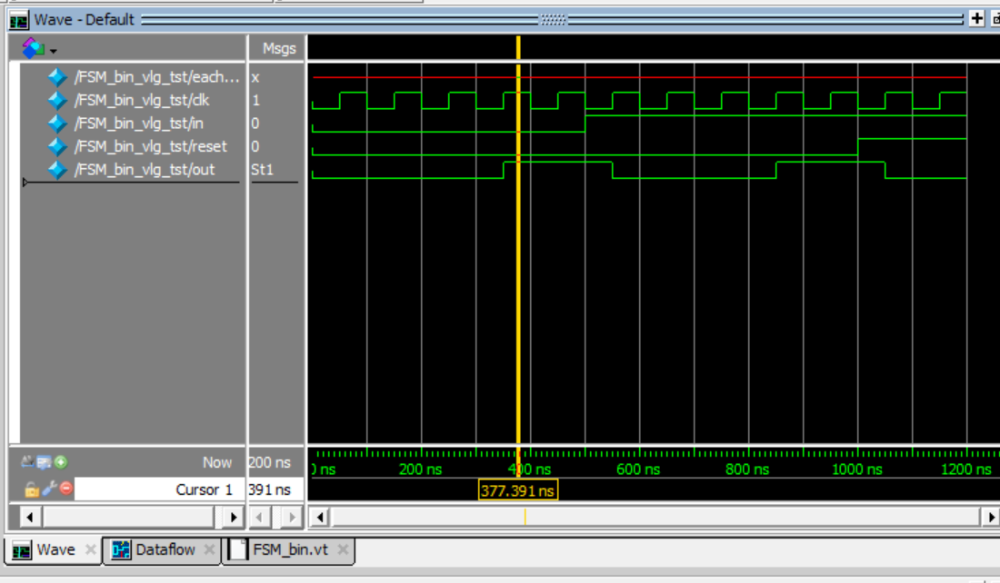 Wave - Default
Msgs
/FSM_bin_vlg_tst/each... x
/FSM_bin_vlg_tst/clk 1
/FSM_bin_vlg_tst/in 0
/FSM_bin_vlg_tst/reset 0
/FSM_bin_vlg_tst/out St1
Now 200 ns
) ns 200 ns 400 ns 600 ns 800 ns 1000 ns 1200 ns
Cursor 1 391 ns
377.391 ns
Wave Dataflow FSM_bin.vt